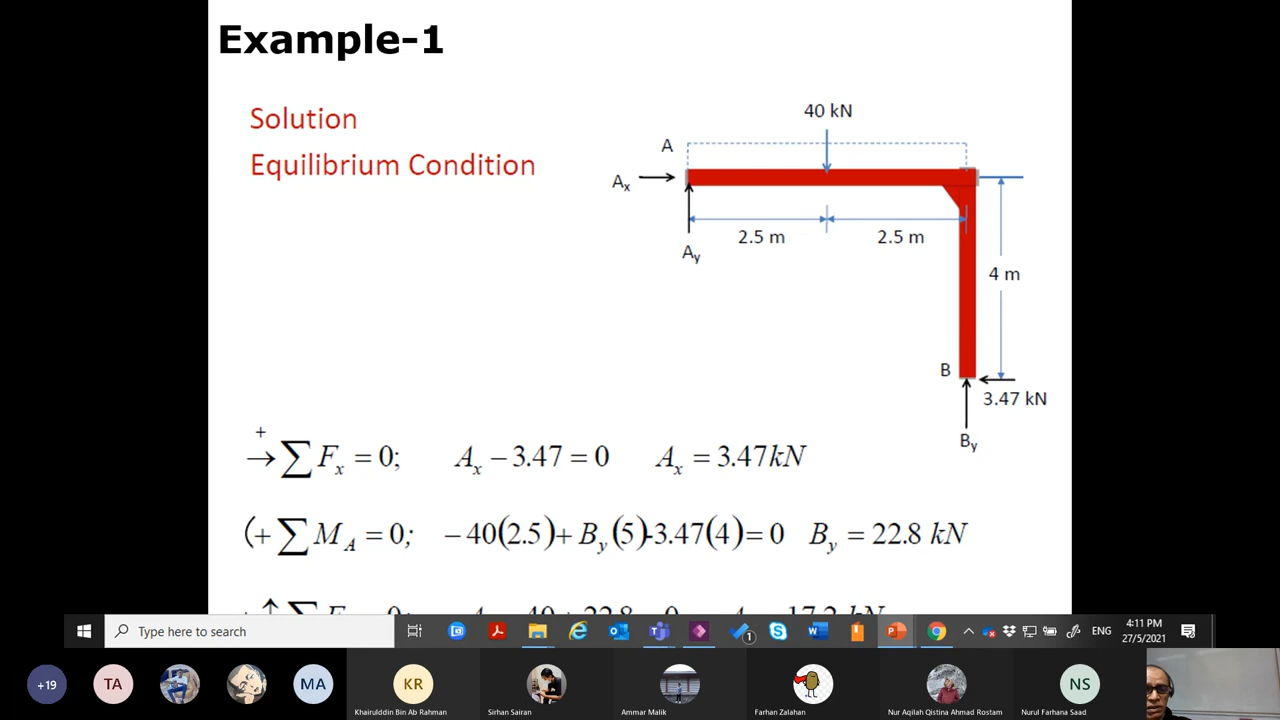 Example-1
Solution
Equilibrium Condition
40 kN
A
Ax
2.5 m
2.5 m
Ay
4 m
B
3.47 kN
By
+
→ ∑ Fx = 0; Ax − 3.47 = 0 Ax = 3.47kN
(+ ∑ MA = 0; − 40(2.5)+ By(5)-3.47(4)= 0 By = 22.8 kN
Type here to search
1
ENG
4:11 PM
27/5/2021
+19
TA
MA
KR
NS
Khairulddin Bin Ab Rahman
Sirhan Sairan
Ammar Malik
Farhan Zalahan
Nur Aqilah Qistina Ahmad Rostam
Nurul Farhana Saad